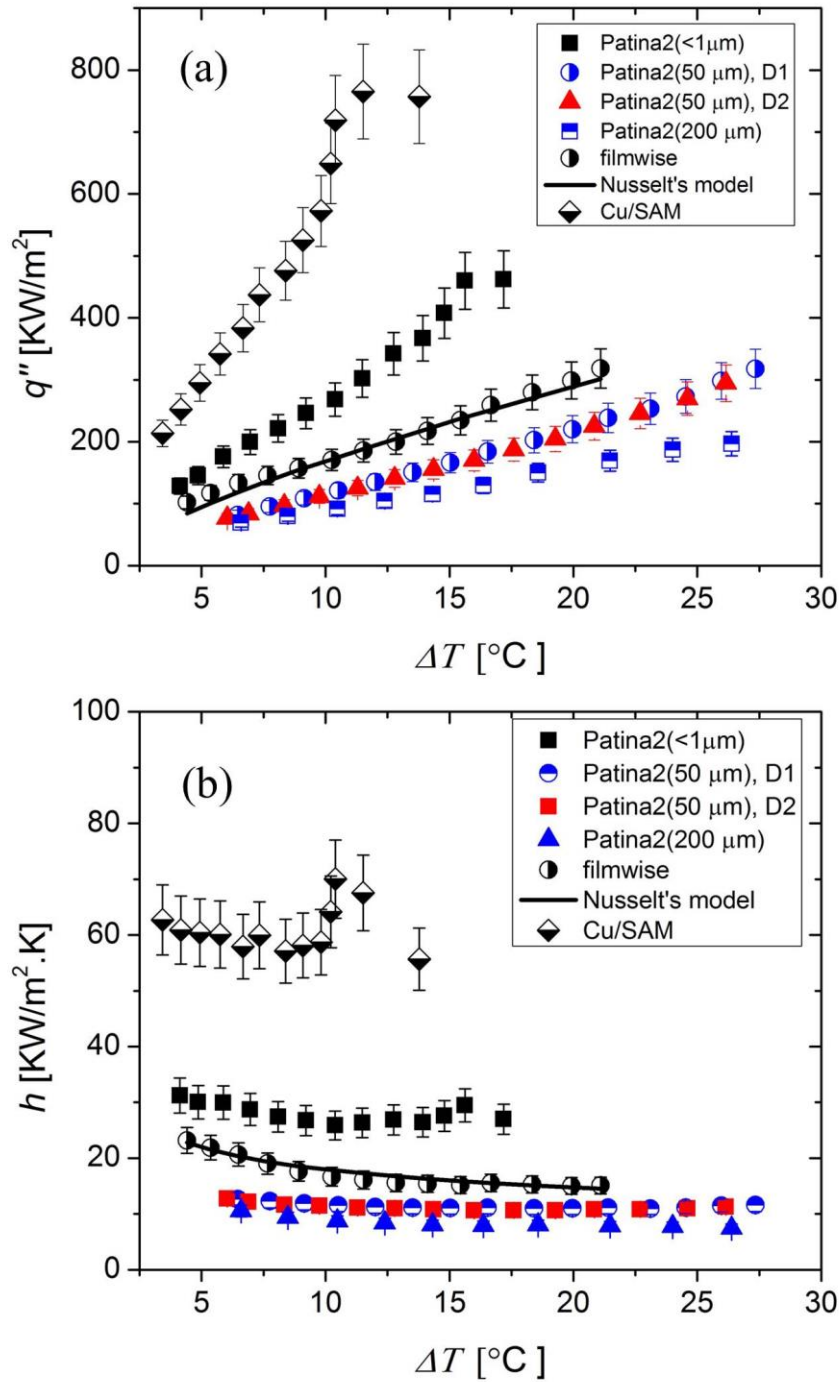 (a)
Patina2(<1μm)
Patina2(50 μm), D1
Patina2(50 μm), D2
Patina2(200 μm)
filmwise
Nusselt's model
Cu/SAM
q'' [KW/m²]
800
600
400
200
0
5 10 15 20 25 30
ΔT [°C ]
(b)
Patina2(<1μm)
Patina2(50 μm), D1
Patina2(50 μm), D2
Patina2(200 μm)
filmwise
Nusselt's model
Cu/SAM
h [KW/m².K]
100
80
60
40
20
0
5 10 15 20 25 30
ΔT [°C ]